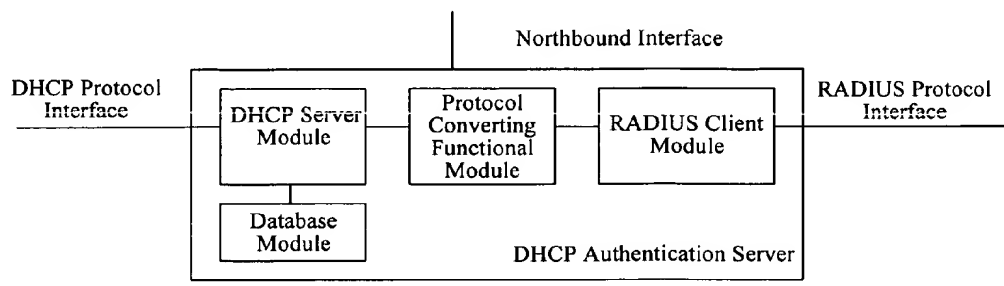 Northbound Interface
DHCP Protocol
Interface
DHCP Server
Module
Protocol
Converting
Functional
Module
RADIUS Client
Module
RADIUS Protocol
Interface
Database
Module
DHCP Authentication Server